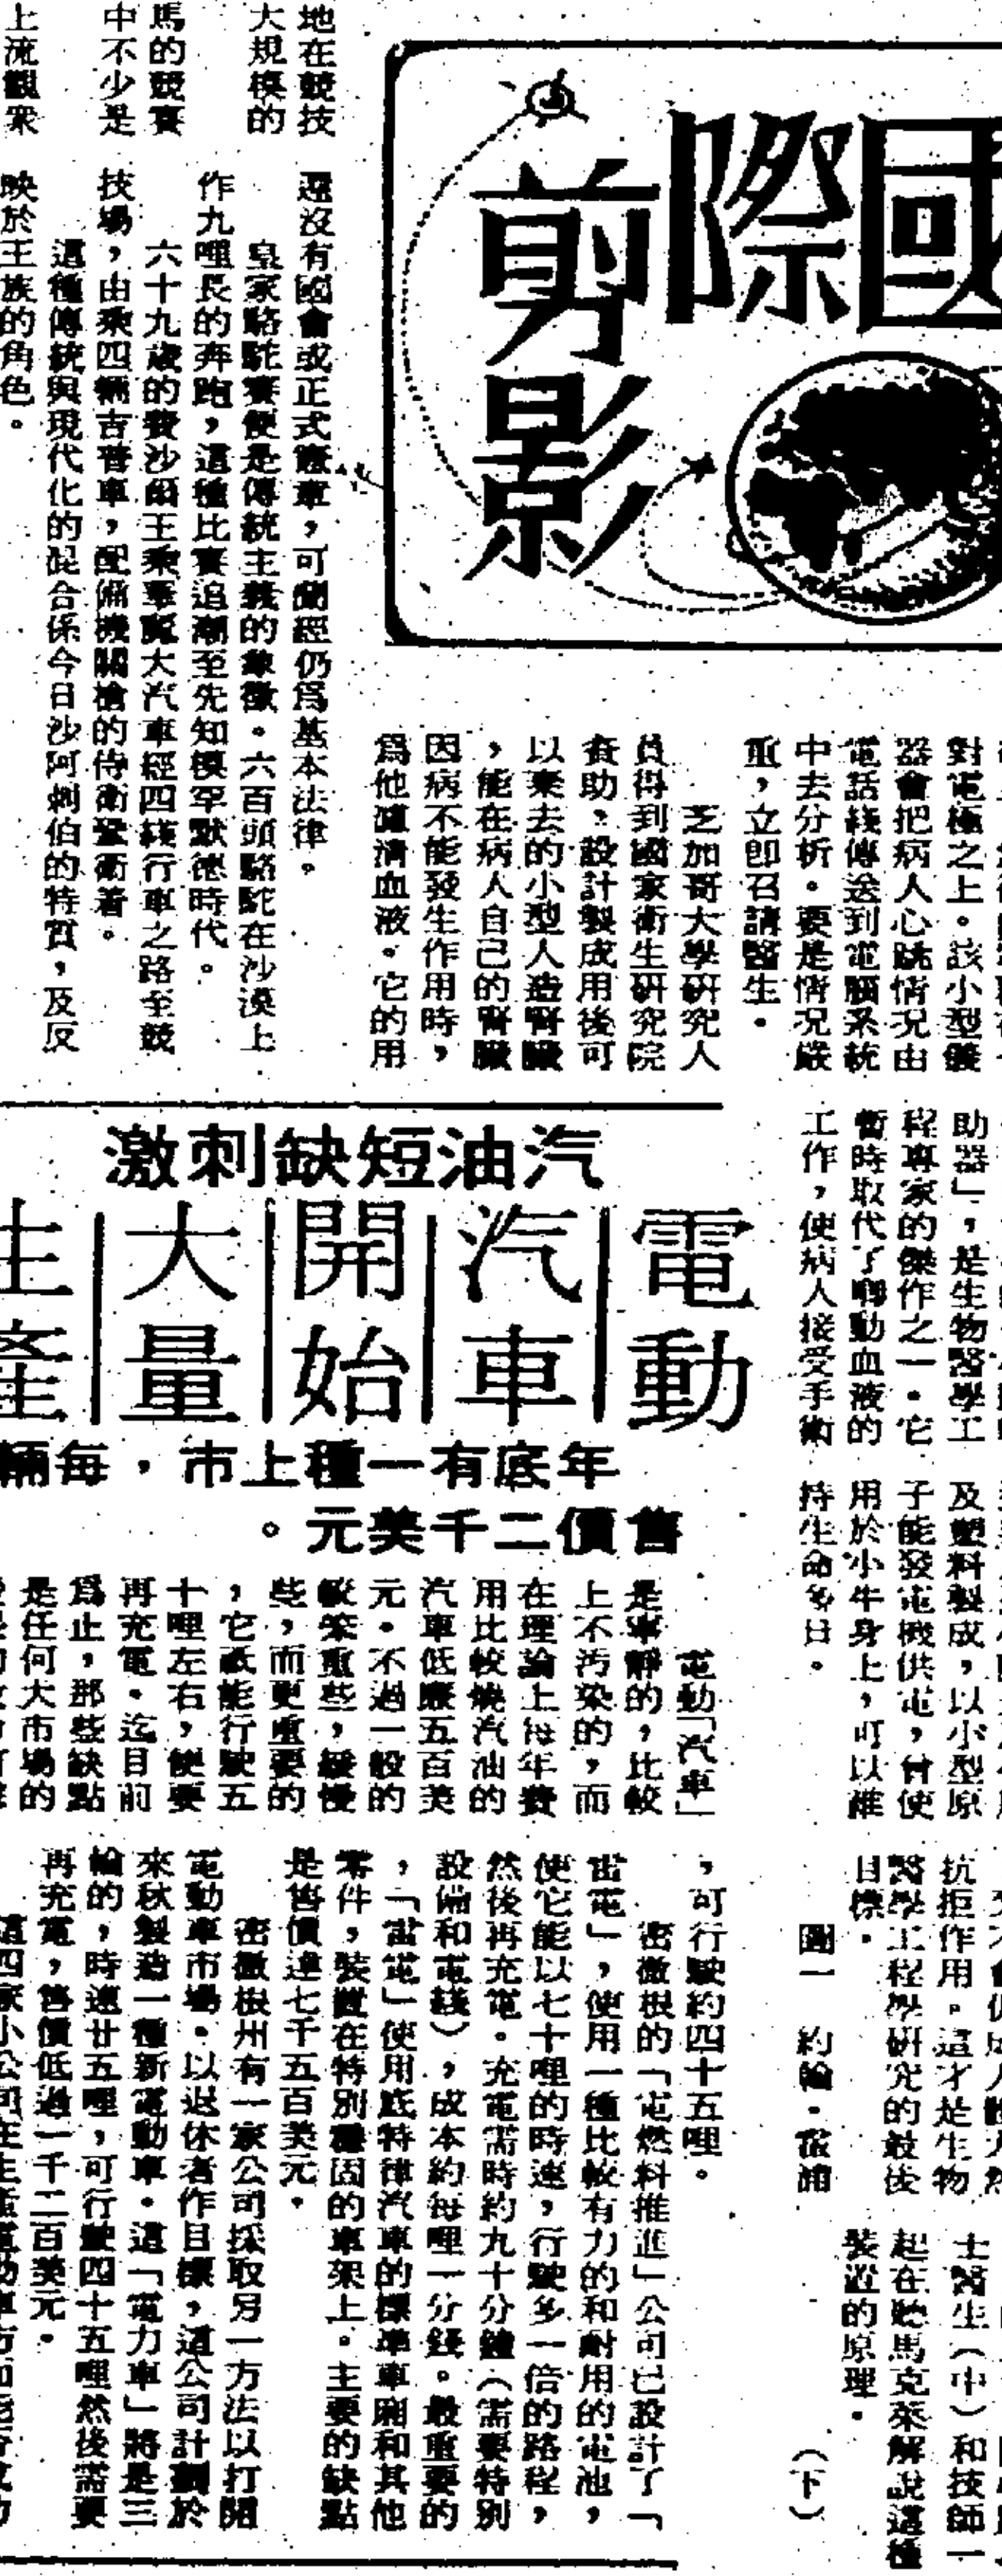 國際
剪影
對電極之上。該小型儀
器會把病人心跳情況由
電話綫傳送到電腦系統
中去分析。要是情況嚴
重，立即召請醫生。
芝加哥大學研究人
員得到國家衛生研究院
資助，設計製成用後可
以棄去的小型人造腎臟
，能在病人自己的腎臟
因病不能發生作用時，
爲他濾清血液。它的用
助器」，是生物醫學工
程專家的傑作之一。它
暫時取代了唧動血液的
工作，使病人接受手術
及塑料製成，以小型原
子能發電機供電，曾使
用於小牛身上，可以維
持生命多日。
抗拒作用。這才是生物
醫學工程學研究的最後
目標。
圖一　約翰·
士醫生（中）和技師一
起在聽馬克萊解說這種
裝置的原理。
（下）
地在競技
大規模的
馬的競賽
中不少是
上流觀衆
還沒有國會或正式憲章，可蘭經仍爲基本法律。
皇家駱駝賽便是傳統主義的象徵。六百頭駱駝在沙漠上
作九哩長的奔跑，這種比賽追溯至先知模罕默德時代。
六十九歲的費沙爾王乘車駕大汽車經四綫行車之路至競
技場，由乘四輛吉普車，配備機關槍的侍衛警衛着。
這種傳統與現代化的混合係今日沙阿剌伯的特質，及反
映於王族的角色。
汽油短缺刺激
電動汽車開始大量生產
年底有一種上市，每輛
售價二千美元。
電動「汽車」
是寧靜的，比較
上不汚染的，而
在理論上每年費
用比較燒汽油的
汽車低廉五百美
元。不過一般的
較笨重些，緩慢
些，而更重要的
，它祇能行駛五
十哩左右，便要
再充電。迄目前
爲止，那些缺點
是任何大市場的
，可行駛約四十五哩。
密徹根的「電燃料推進」公司已設計了「
雷電」，使用一種比較有力的和耐用的電池，
使它能以七十哩的時速，行駛多一倍的路程，
然後再充電。充電需時約九十分鐘（需要特別
設備和電綫），成本約每哩一分錢。最重要的
，「雷電」使用底特律汽車的標準車廂和其他
零件，裝置在特別穩固的車架上。主要的缺點
是售價達七千五百美元。
密徹根州有一家公司採取另一方法以打開
電動車市場。以退休者作目標，這公司計劃於
來秋製造一種新電動車。這「電力車」將是三
輪的，時速廿五哩，可行駛四十五哩然後需要
再充電，售價低過一千二百美元。